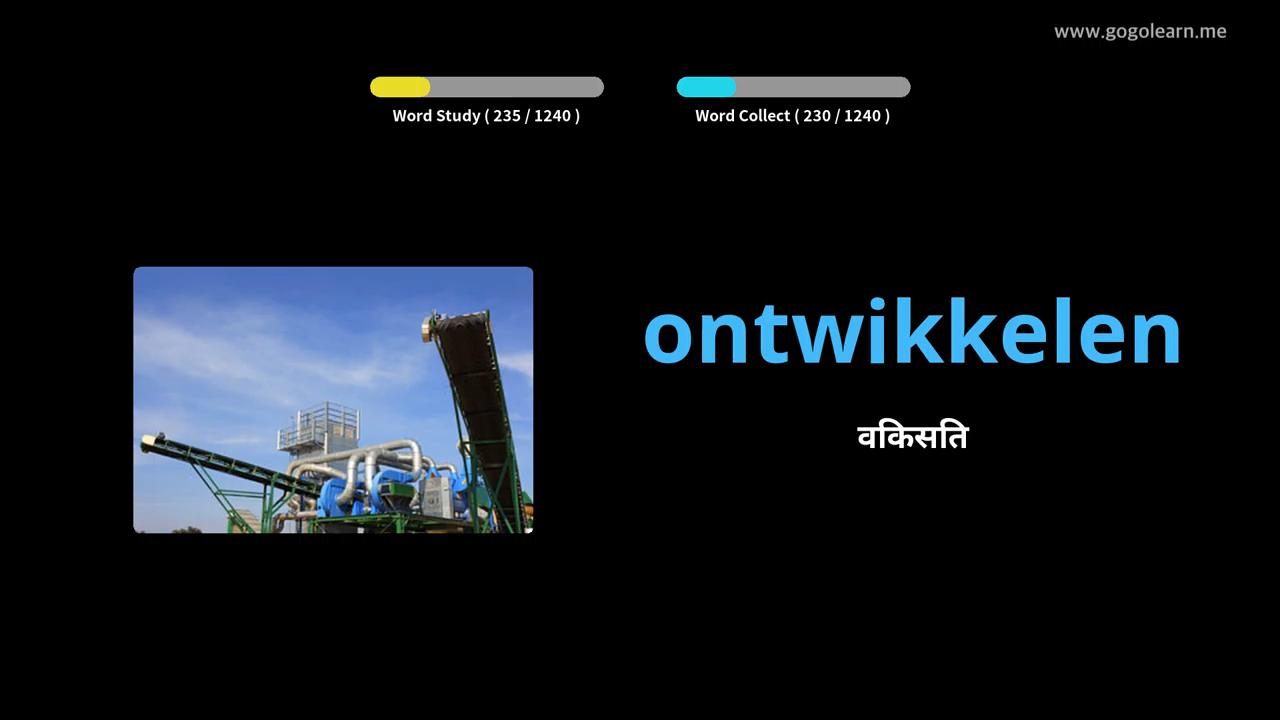 www.gogolearn.me
Word Study ( 235 / 1240 )
Word Collect ( 230 / 1240 )
ontwikkelen
वकिसति